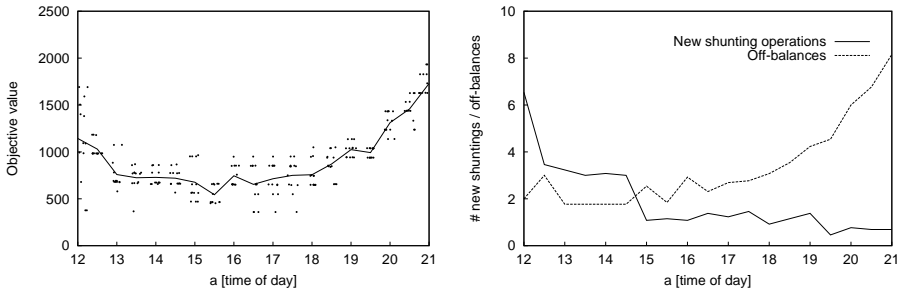 2500
2000
1500
1000
500
0
Objective value
12 13 14 15 16 17 18 19 20 21
a [time of day]
10
8
6
4
2
0
# new shuntings / off-balances
New shunting operations
Off-balances
12 13 14 15 16 17 18 19 20 21
a [time of day]